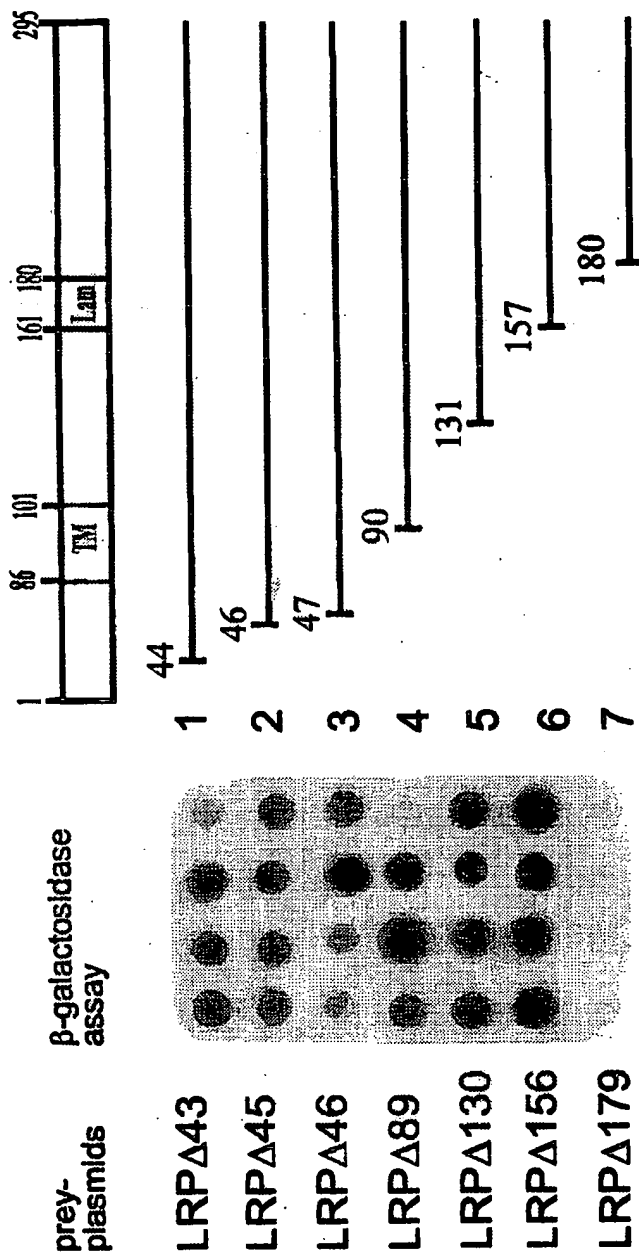 prey-
plasmids
β-galactosidase
assay
1
86
101
161
180
295
TM
Lam
LRPΔ43
1
44
LRPΔ45
2
46
LRPΔ46
3
47
LRPΔ89
4
90
LRPΔ130
5
131
LRPΔ156
6
157
LRPΔ179
7
180